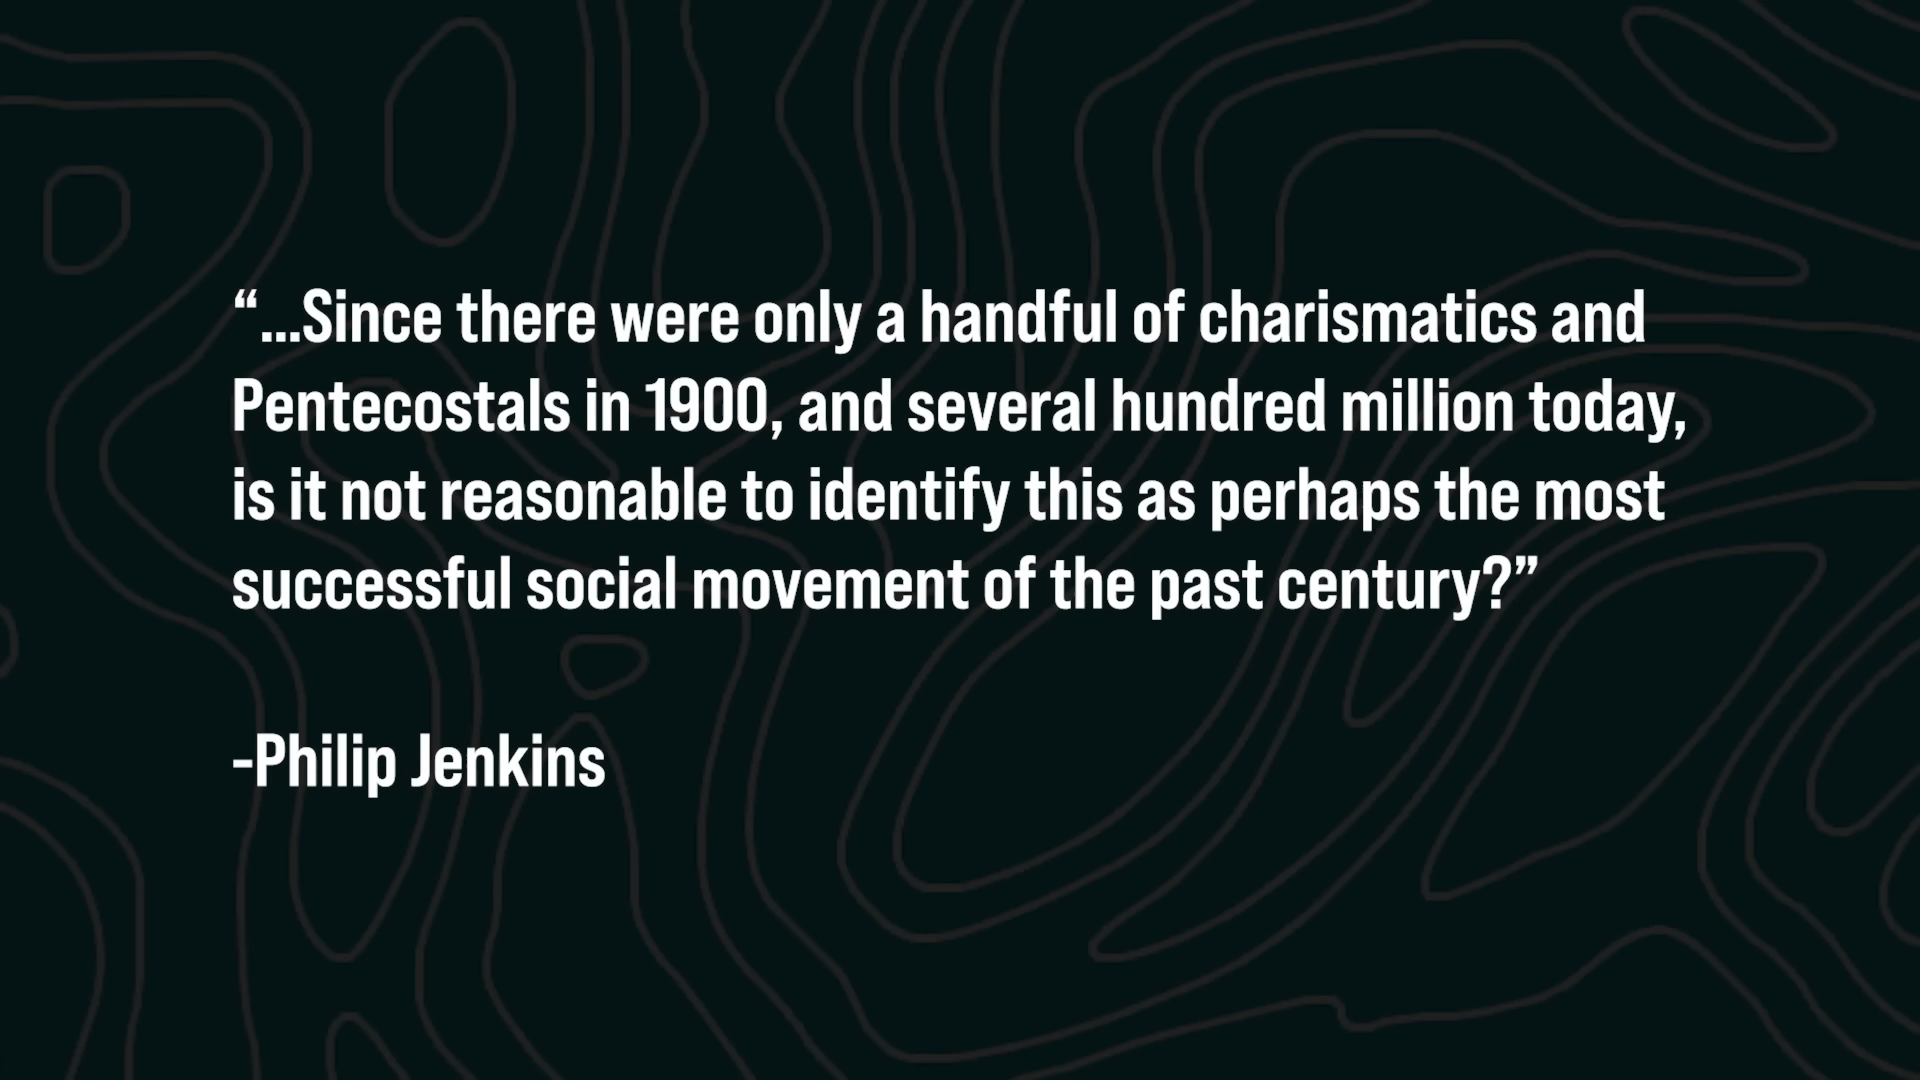 “...Since there were only a handful of charismatics and
Pentecostals in 1900, and several hundred million today,
is it not reasonable to identify this as perhaps the most
successful social movement of the past century?”
-Philip Jenkins